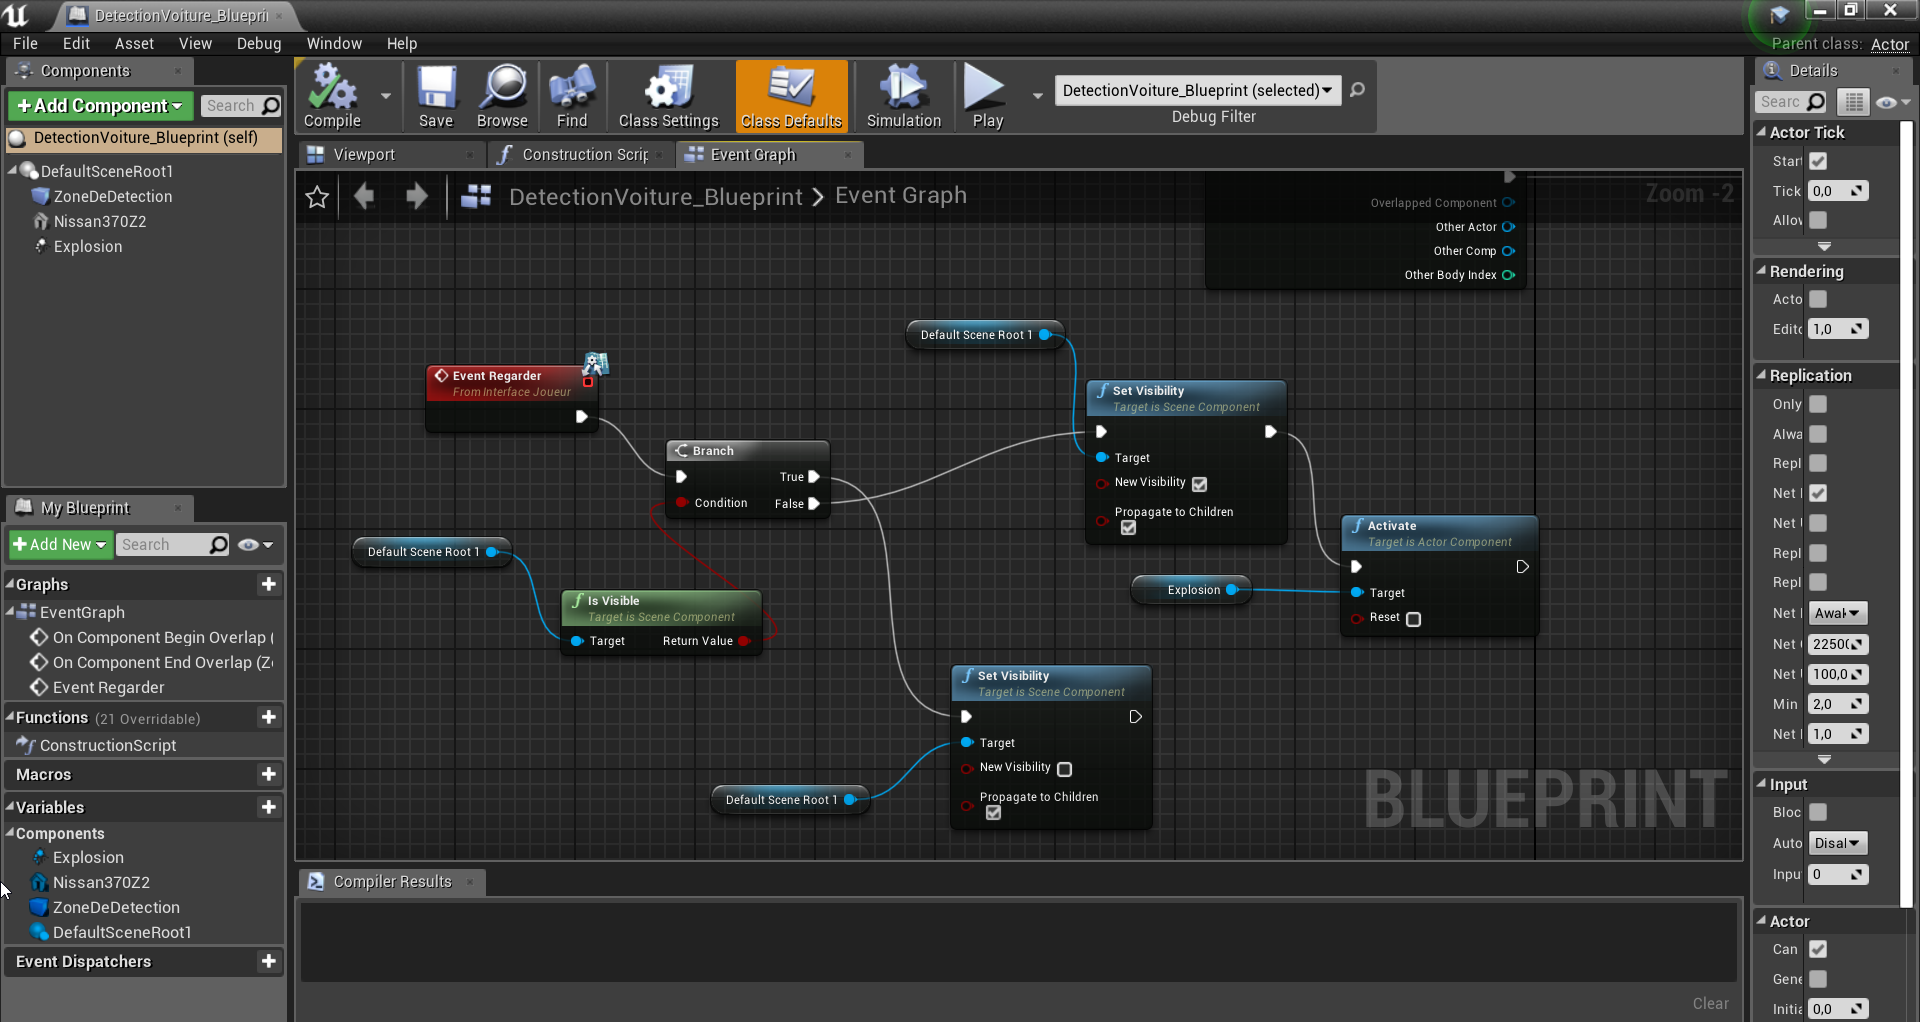 DetectionVoiture_Blueprin
File Edit Asset View Debug Window Help
Parent class: Actor
Components
+Add Component
Search
DetectionVoiture_Blueprint (self)
DefaultSceneRoot1
ZoneDeDetection
Nissan370Z2
Explosion
My Blueprint
+Add New
Search
Graphs
EventGraph
On Component Begin Overlap (
On Component End Overlap (Z
Event Regarder
Functions (21 Overridable)
ConstructionScript
Macros
Variables
Components
Explosion
Nissan370Z2
ZoneDeDetection
DefaultSceneRoot1
Event Dispatchers
Compile
Save
Browse
Find
Class Settings
Class Defaults
Simulation
Play
DetectionVoiture_Blueprint (selected)
Debug Filter
Viewport
Construction Scrip
Event Graph
DetectionVoiture_Blueprint > Event Graph
Zoom -2
Overlapped Component
Other Actor
Other Comp
Other Body Index
Default Scene Root 1
Event Regarder
From Interface Joueur
Set Visibility
Target is Scene Component
Target
New Visibility
Propagate to Children
Branch
True
Condition
False
Default Scene Root 1
Is Visible
Target is Scene Component
Target
Return Value
Activate
Target is Actor Component
Target
Reset
Explosion
Set Visibility
Target is Scene Component
Target
New Visibility
Propagate to Children
Default Scene Root 1
BLUEPRINT
Compiler Results
Clear
Details
Searc
Actor Tick
Start
Tick 0,0
Allow
Rendering
Acto
Edito 1,0
Replication
Only
Alwa
Repl
Net
Net
Repl
Repl
Net Awak
Net 22500
Net 100,0
Min 2,0
Net 1,0
Input
Bloc
Auto Disal
Inpu 0
Actor
Can
Gene
Initia 0,0